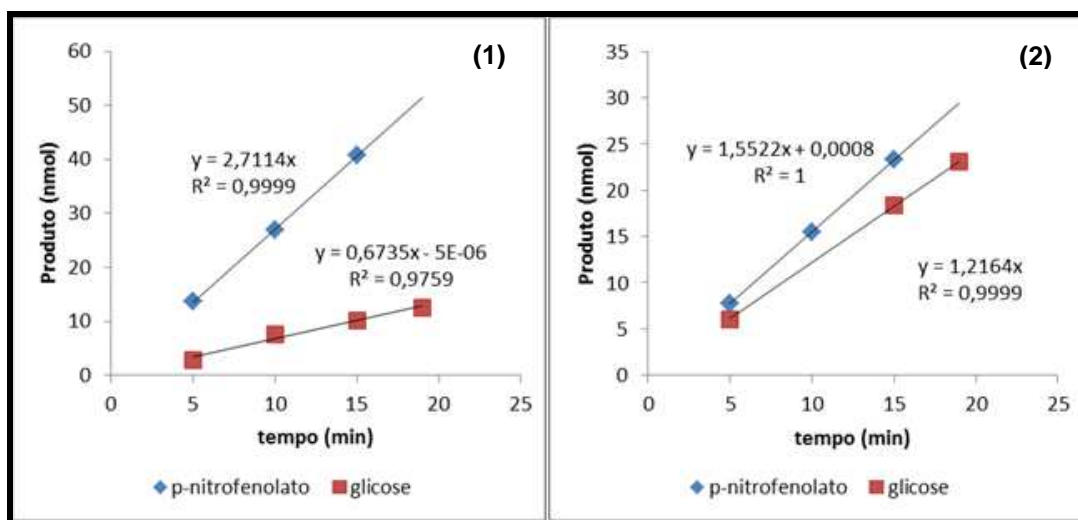 (1)
Produto (nmol)
60
50
40
30
20
10
0
y = 2,7114x
R² = 0,9999
y = 0,6735x - 5E-06
R² = 0,9759
0 5 10 15 20 25
tempo (min)
p-nitrofenolato glicose
(2)
Produto (nmol)
35
30
25
20
15
10
5
0
y = 1,5522x + 0,0008
R² = 1
y = 1,2164x
R² = 0,9999
0 5 10 15 20 25
tempo (min)
p-nitrofenolato glicose